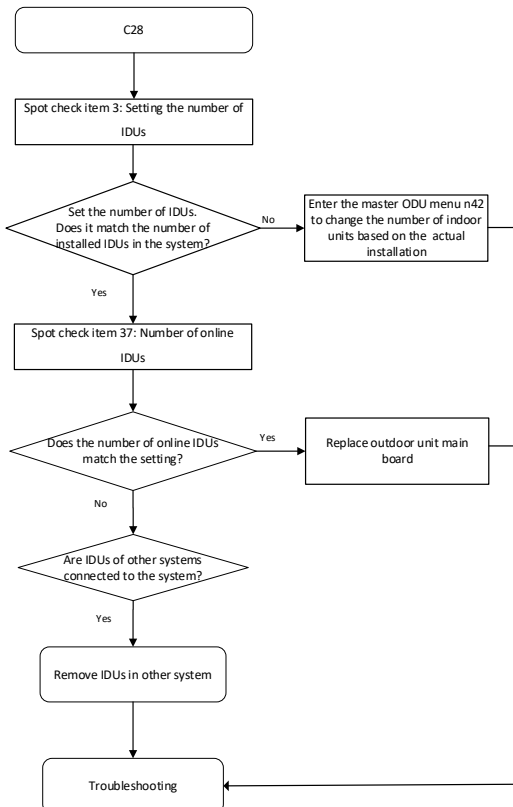 C28
Spot check item 3: Setting the number of
IDUs
Set the number of IDUs.
Does it match the number of
installed IDUs in the system?
No
Enter the master ODU menu n42
to change the number of indoor
units based on the actual
installation
Yes
Spot check item 37: Number of online
IDUs
Does the number of online IDUs
match the setting?
Yes
Replace outdoor unit main
board
No
Are IDUs of other systems
connected to the system?
Yes
Remove IDUs in other system
Troubleshooting